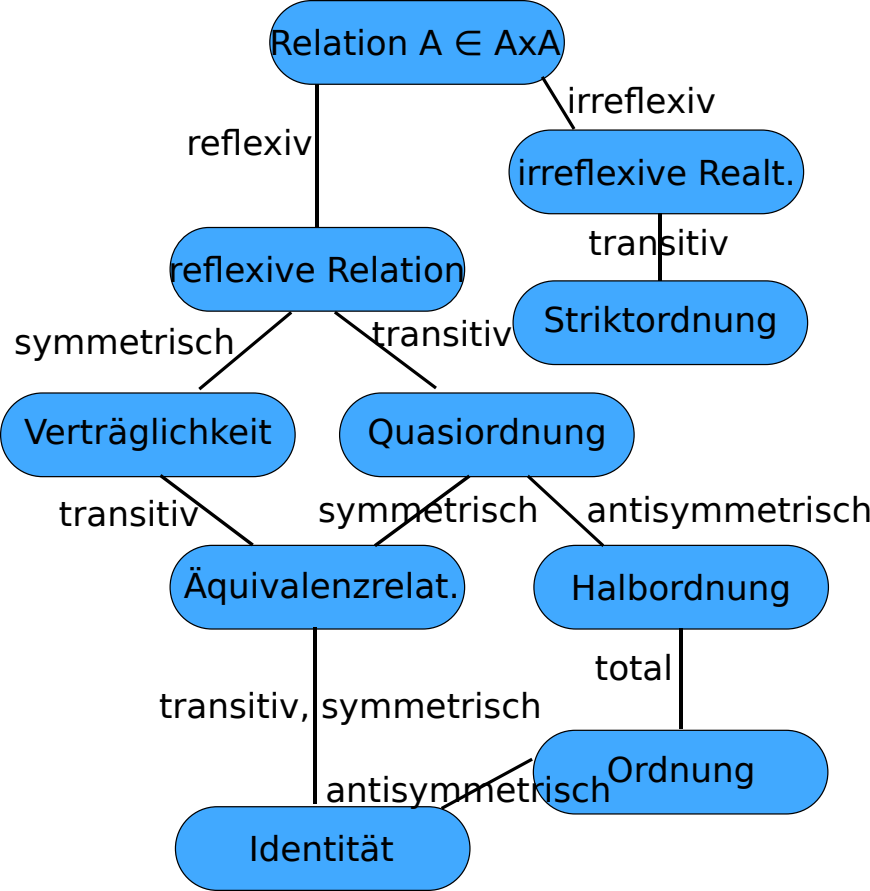 Relation A ∈ AxA
irreflexiv
reflexiv
irreflexive Realt.
transitiv
reflexive Relation
Striktordnung
symmetrisch
transitiv
Verträglichkeit
Quasiordnung
transitiv
symmetrisch
antisymmetrisch
Äquivalenzrelat.
Halbordnung
total
transitiv, symmetrisch
Ordnung
antisymmetrisch
Identität